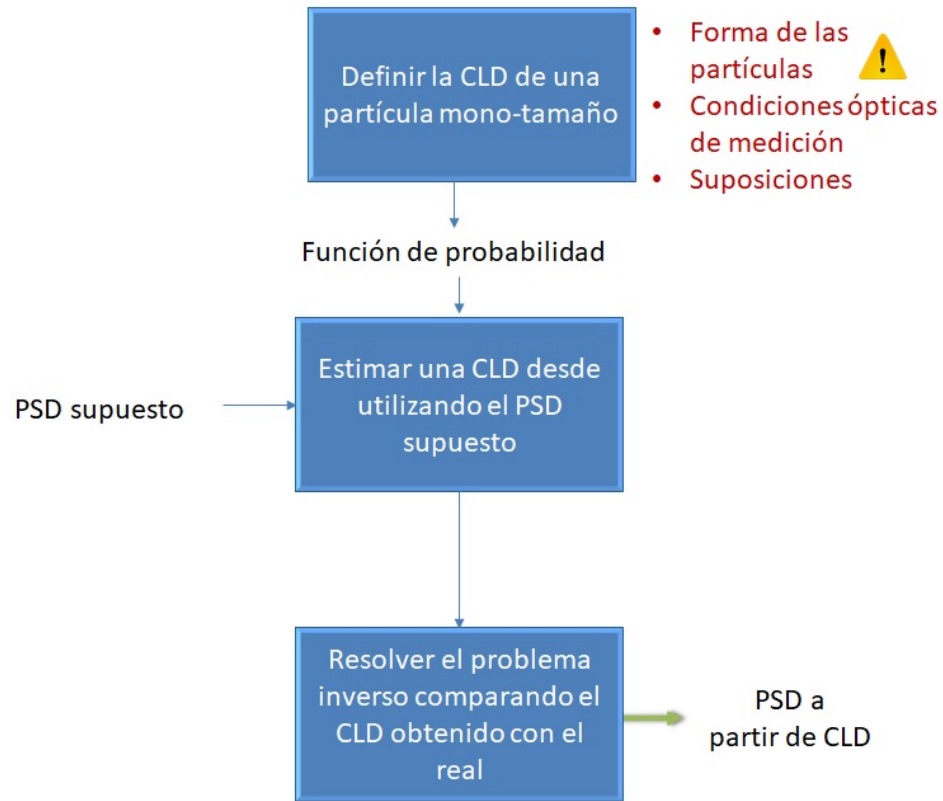 Definir la CLD de una
partícula mono-tamaño
• Forma de las
partículas
• Condiciones ópticas
de medición
• Suposiciones
Función de probabilidad
PSD supuesto
Estimar una CLD desde
utilizando el PSD
supuesto
Resolver el problema
inverso comparando el
CLD obtenido con el
real
PSD a
partir de CLD